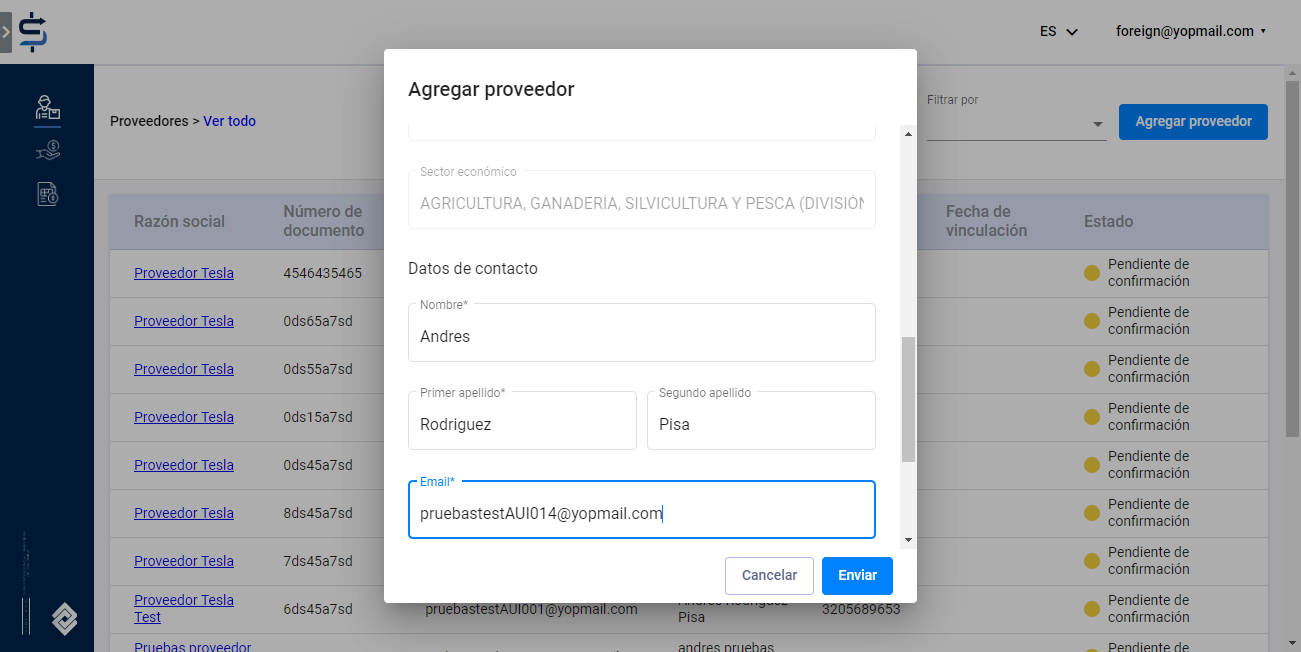 ES
foreign@yopmail.com
Agregar proveedor
Proveedores > Ver todo
Filtrar por
Agregar proveedor
Sector económico
AGRICULTURA, GANADERÍA, SILVICULTURA Y PESCA (DIVISIÓN
Datos de contacto
Nombre*
Andres
Primer apellido*
Rodriguez
Segundo apellido
Pisa
Email*
pruebastestAUI014@yopmail.com
Cancelar
Enviar
Razón social
Número de
documento
Fecha de
vinculación
Estado
Proveedor Tesla
4546435465
Pendiente de
confirmación
Proveedor Tesla
0ds65a7sd
Pendiente de
confirmación
Proveedor Tesla
0ds55a7sd
Pendiente de
confirmación
Proveedor Tesla
0ds15a7sd
Pendiente de
confirmación
Proveedor Tesla
0ds45a7sd
Pendiente de
confirmación
Proveedor Tesla
8ds45a7sd
Pendiente de
confirmación
Proveedor Tesla
7ds45a7sd
Pendiente de
confirmación
Proveedor Tesla
Test
6ds45a7sd
pruebastestAUI001@yopmail.com
Andres Rodriguez
Pisa
3205689653
Pendiente de
confirmación
Pruebas proveedor
andres pruebas
Pendiente de